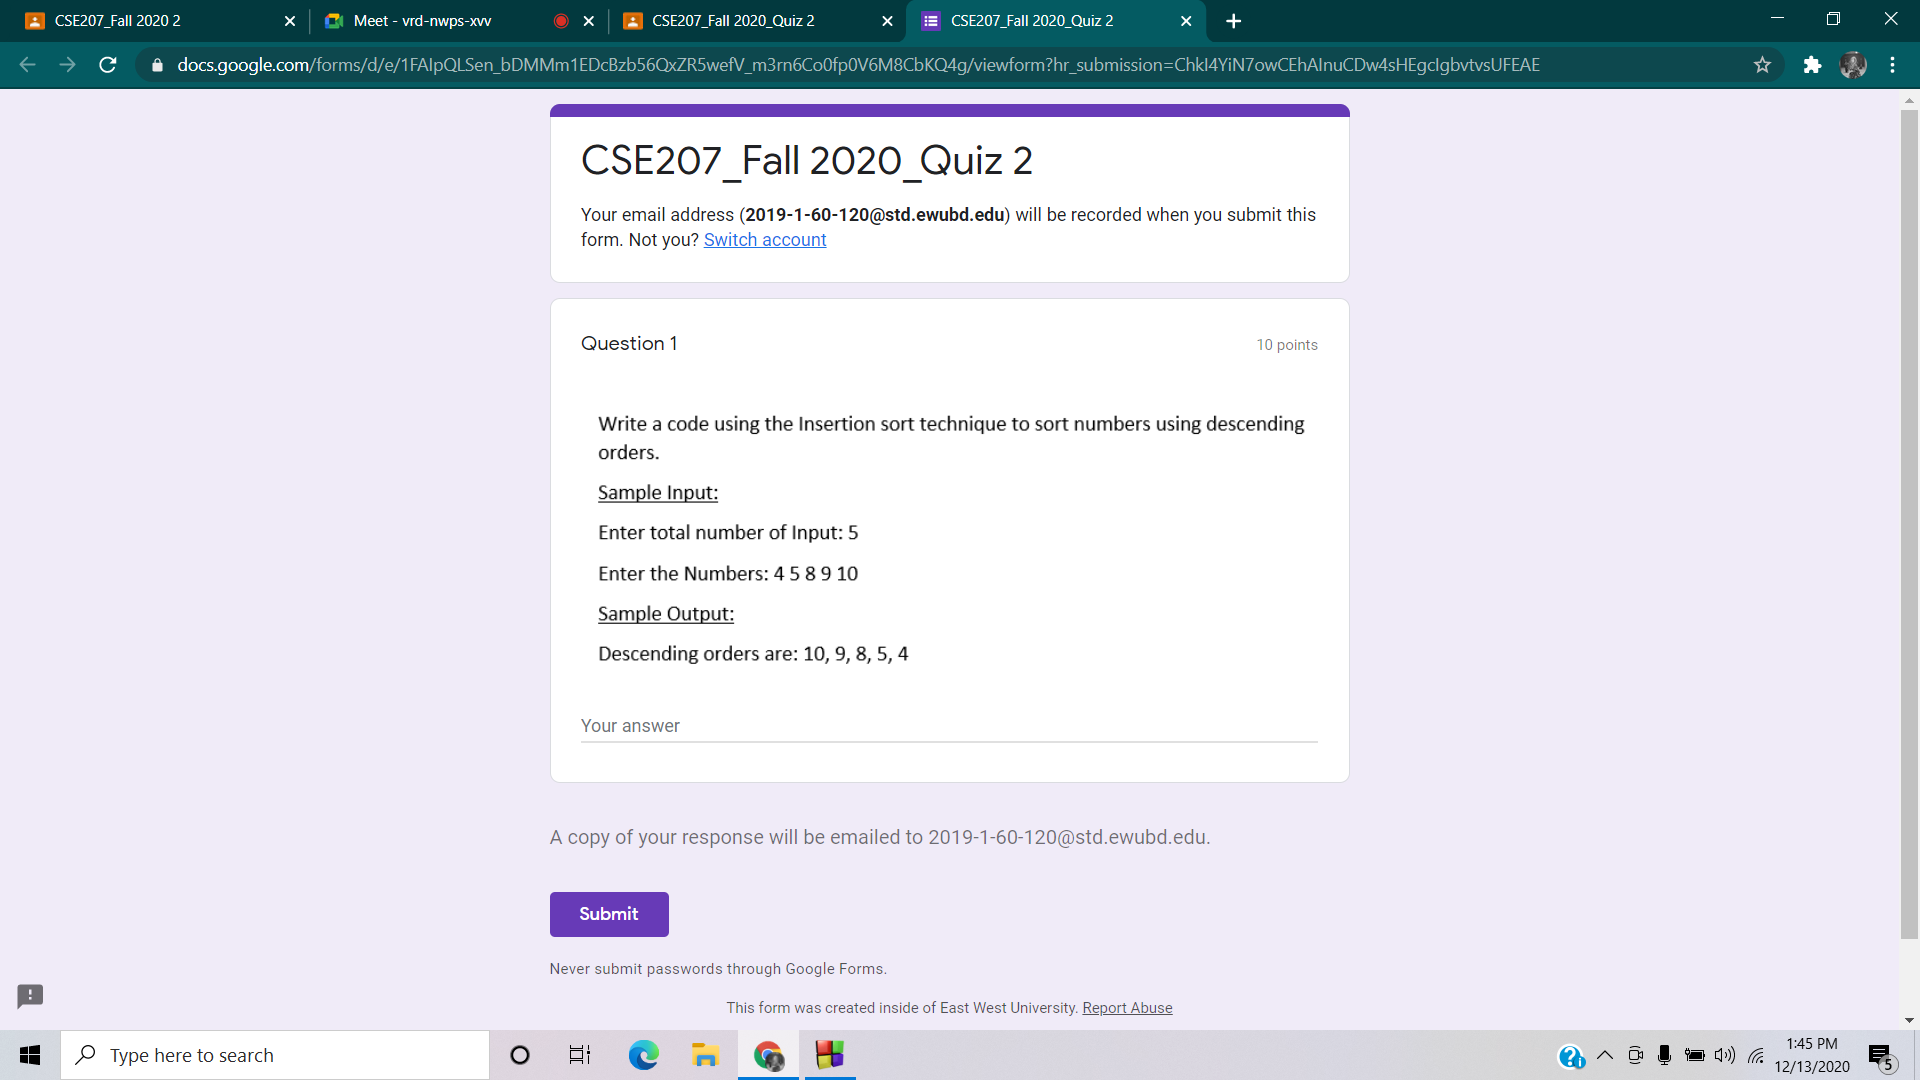 CSE207_Fall 2020 2
Meet - vrd-nwps-xvv
CSE207_Fall 2020_Quiz 2
CSE207_Fall 2020_Quiz 2
docs.google.com/forms/d/e/1FAIpQLSen_bDMMm1EDcBzb56QxZR5wefV_m3rn6Co0fp0V6M8CbKQ4g/viewform?hr_submission=ChkI4YiN7owCEhAInuCDw4sHEgcIgbvtvsUFEAE
CSE207_Fall 2020_Quiz 2
Your email address (2019-1-60-120@std.ewubd.edu) will be recorded when you submit this
form. Not you? Switch account
Question 1
10 points
Write a code using the Insertion sort technique to sort numbers using descending
orders.
Sample Input:
Enter total number of Input: 5
Enter the Numbers: 4 5 8 9 10
Sample Output:
Descending orders are: 10, 9, 8, 5, 4
Your answer
A copy of your response will be emailed to 2019-1-60-120@std.ewubd.edu.
Submit
Never submit passwords through Google Forms.
This form was created inside of East West University. Report Abuse
Type here to search
1:45 PM
12/13/2020
5